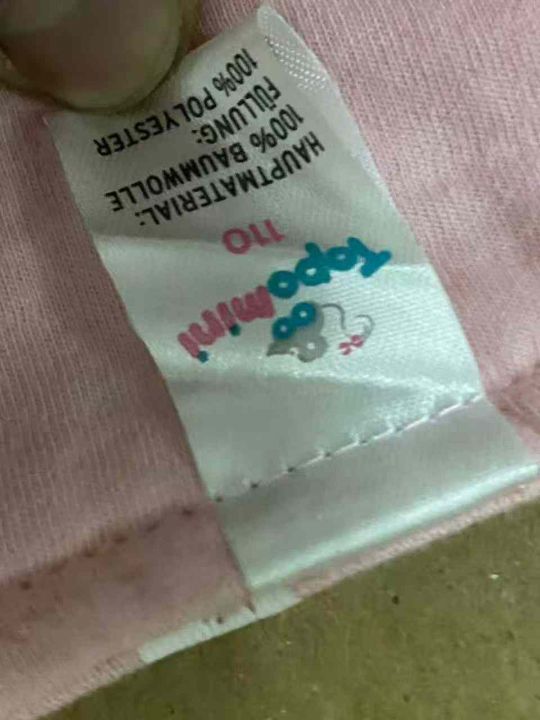 Topomini
110
HAUPTMATERIAL:
100% BAUMWOLLE
FÜLLUNG:
100% POLYESTER